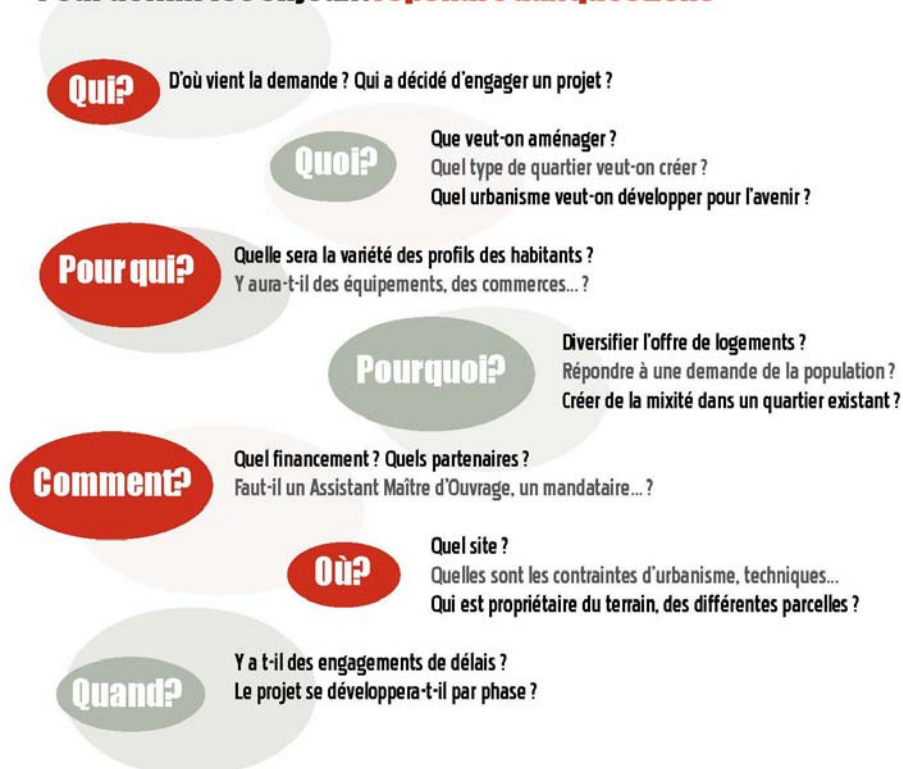 Qui?
D'où vient la demande ? Qui a décidé d'engager un projet ?
Quoi?
Que veut-on aménager ?
Quel type de quartier veut-on créer ?
Quel urbanisme veut-on développer pour l'avenir ?
Pour qui?
Quelle sera la variété des profils des habitants ?
Y aura-t-il des équipements, des commerces... ?
Pourquoi?
Diversifier l'offre de logements ?
Répondre à une demande de la population ?
Créer de la mixité dans un quartier existant ?
Comment?
Quel financement ? Quels partenaires ?
Faut-il un Assistant Maître d'Ouvrage, un mandataire... ?
Où?
Quel site ?
Quelles sont les contraintes d'urbanisme, techniques...
Qui est propriétaire du terrain, des différentes parcelles ?
Quand?
Y a t-il des engagements de délais ?
Le projet se développera-t-il par phase ?